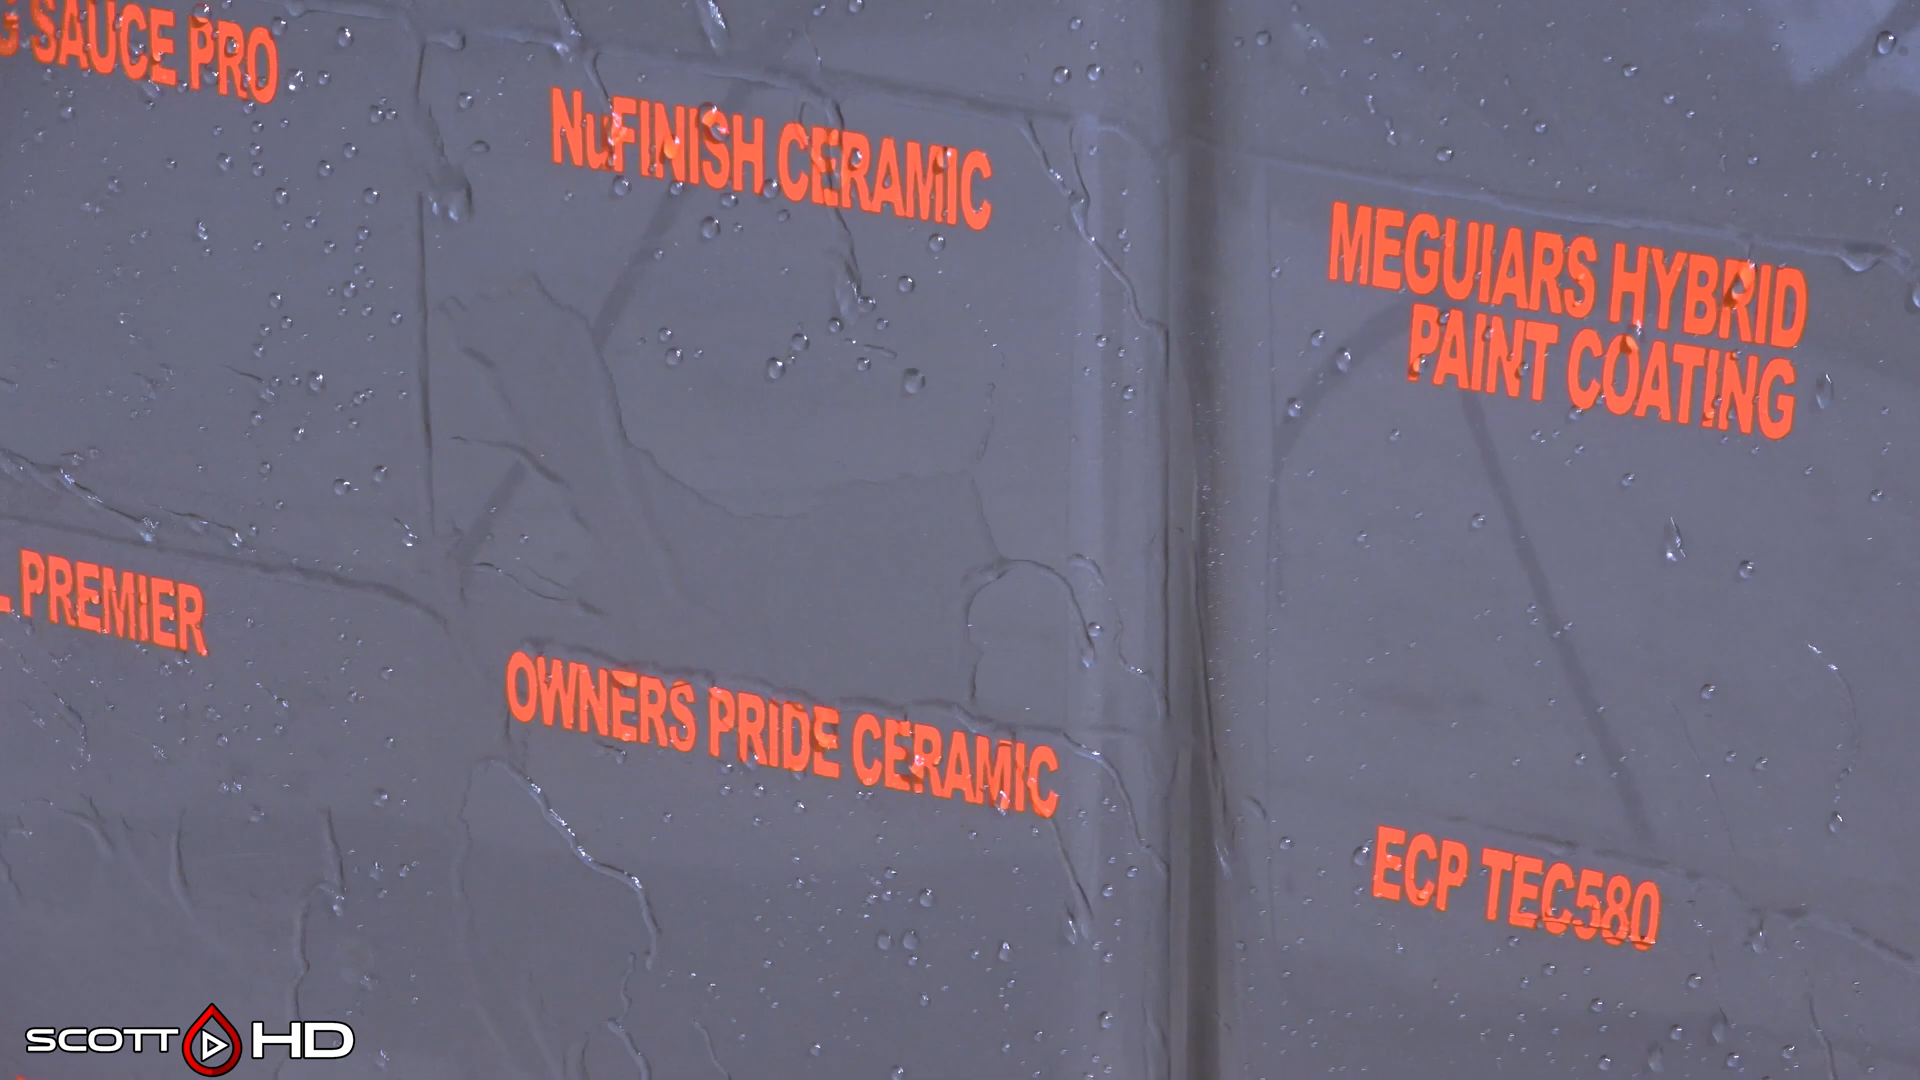 SAUCE PRO
NuFINISH CERAMIC
MEGUIARS HYBRID
PAINT COATING
PREMIER
OWNERS PRIDE CERAMIC
ECP TEC580
SCOTT HD